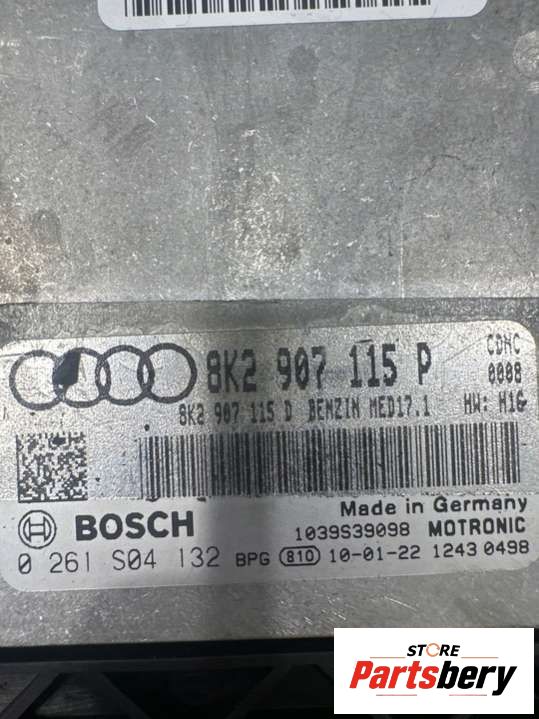 8K2 907 115 P
CDNC
0008
8K2 907 115 D BENZIN MED17.1 HW: H16
Made in Germany
BOSCH 1039S39098 MOTRONIC
0 261 S04 132 BPG 810 10-01-22 1243 0498
STORE
Partsbery